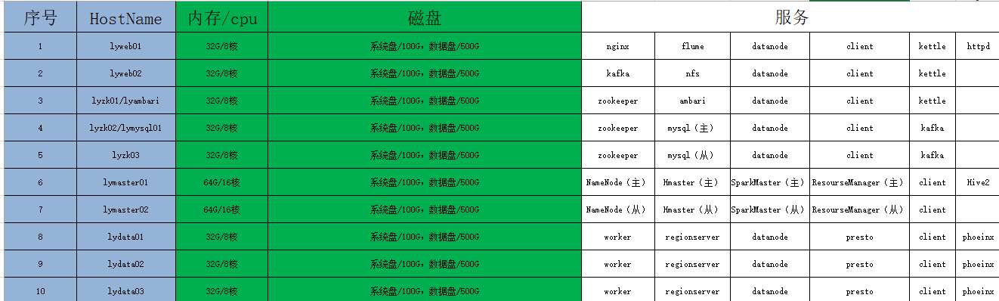 序号 HostName 内存/cpu 磁盘 服务
1 lyweb01 32G/8核 系统盘/100G，数据盘/500G nginx flume datanode client kettle httpd
2 lyweb02 32G/8核 系统盘/100G，数据盘/500G kafka nfs datanode client kettle
3 lyzk01/lyambari 32G/8核 系统盘/100G，数据盘/500G zookeeper ambari datanode client kettle
4 lyzk02/lymysql01 32G/8核 系统盘/100G，数据盘/500G zookeeper mysql（主） datanode client kafka
5 lyzk03 32G/8核 系统盘/100G，数据盘/500G zookeeper mysql（从） datanode client kafka
6 lymaster01 64G/16核 系统盘/100G，数据盘/500G NameNode（主） Hmaster（主） SparkMaster（主） ResourseManager（主） client Hive2
7 lymaster02 64G/16核 系统盘/100G，数据盘/500G NameNode（从） Hmaster（从） SparkMaster（从） ResourseManager（从） client
8 lydata01 32G/8核 系统盘/100G，数据盘/500G worker regionserver datanode presto client phoeinx
9 lydata02 32G/8核 系统盘/100G，数据盘/500G worker regionserver datanode presto client phoeinx
10 lydata03 32G/8核 系统盘/100G，数据盘/500G worker regionserver datanode presto client phoeinx